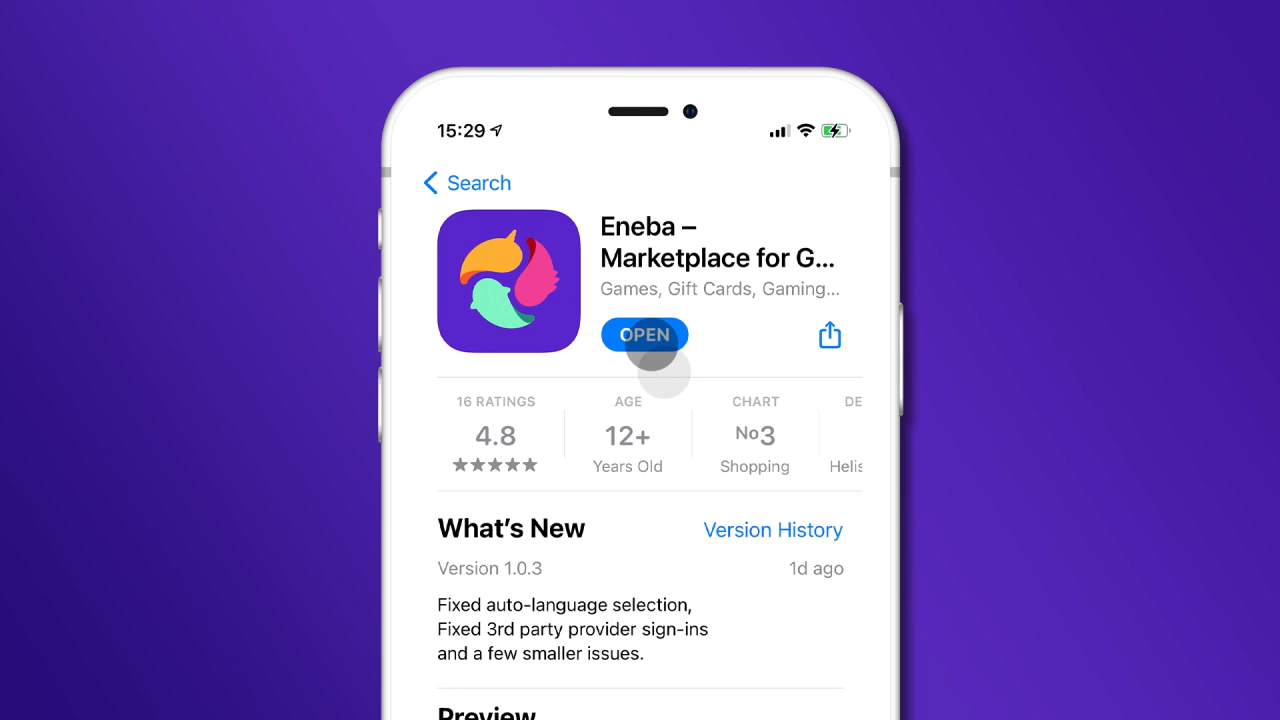 15:29
Search
Eneba –
Marketplace for G...
Games, Gift Cards, Gaming...
OPEN
16 RATINGS
4.8
AGE
12+
Years Old
CHART
No3
Shopping
DE
Helis
What's New
Version History
Version 1.0.3
1d ago
Fixed auto-language selection,
Fixed 3rd party provider sign-ins
and a few smaller issues.
Preview